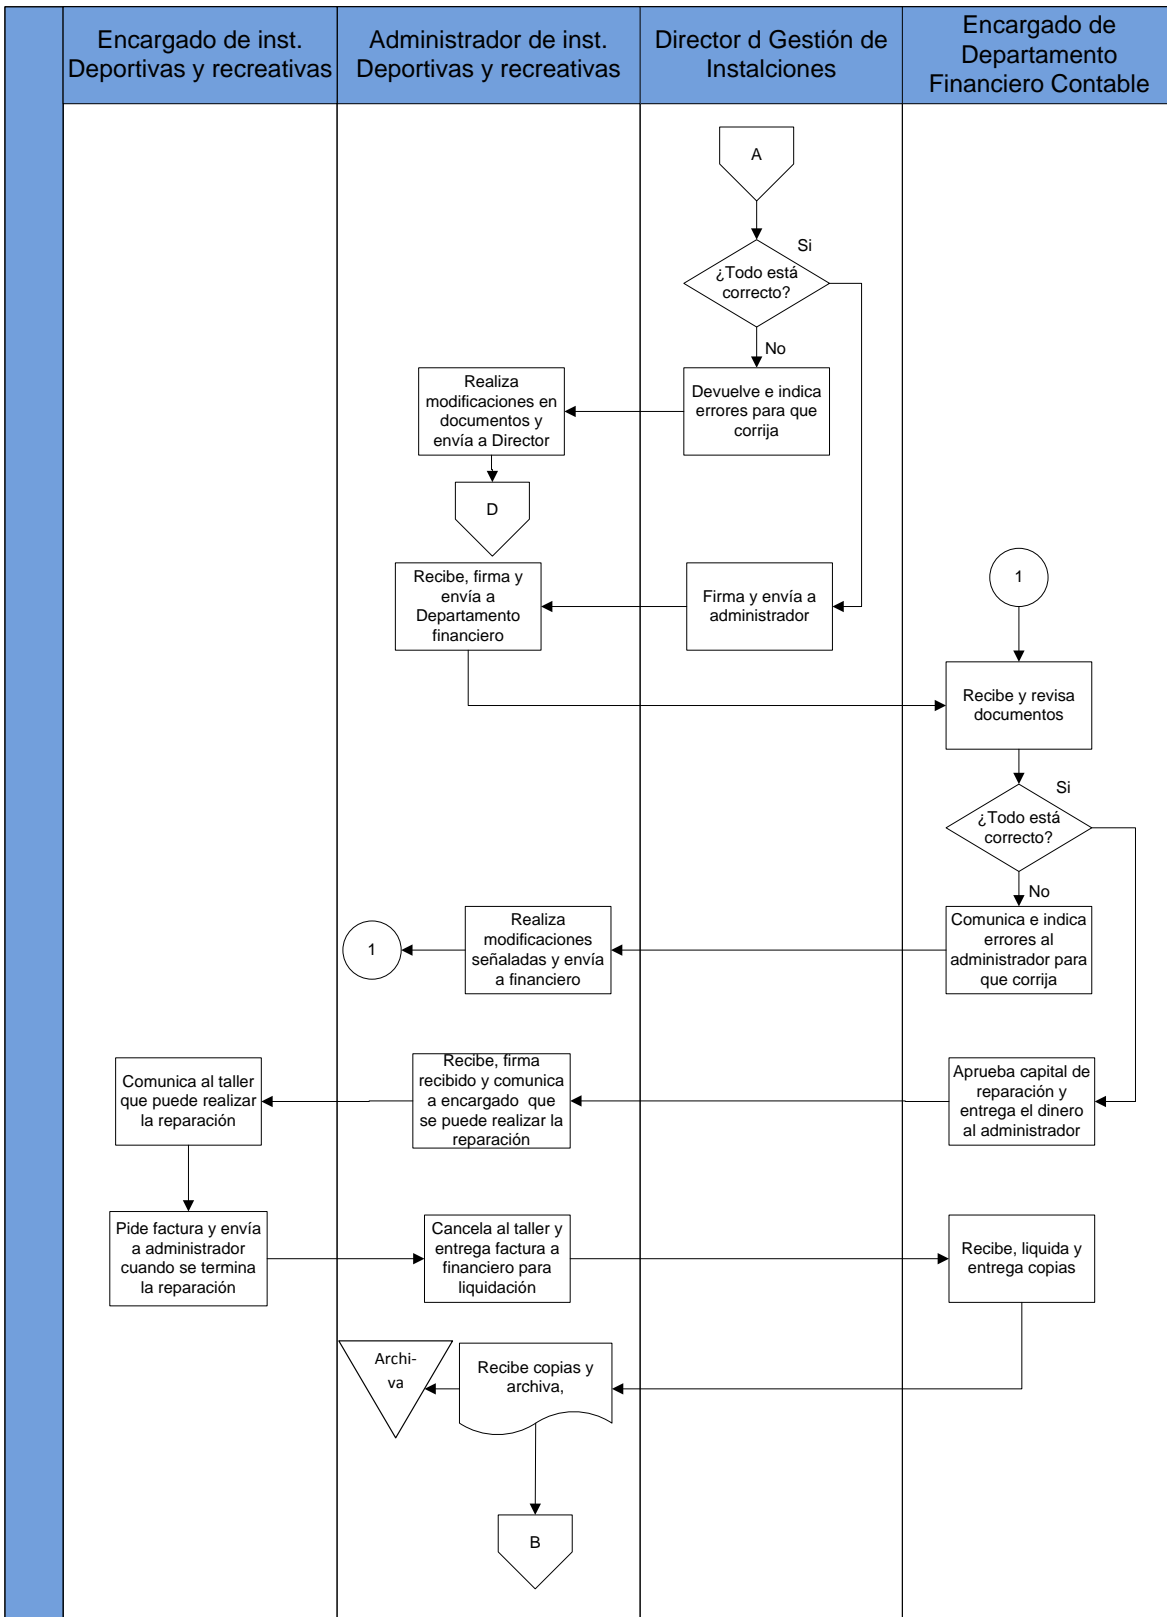 Encargado de inst.
Deportivas y recreativas
Administrador de inst.
Deportivas y recreativas
Director d Gestión de
Instalciones
Encargado de
Departamento
Financiero Contable
A
Si
¿Todo está
correcto?
No
Realiza
modificaciones en
documentos y
envía a Director
Devuelve e indica
errores para que
corrija
D
Recibe, firma y
envía a
Departamento
financiero
Firma y envía a
administrador
1
Recibe y revisa
documentos
Si
¿Todo está
correcto?
No
1
Realiza
modificaciones
señaladas y envía
a financiero
Comunica e indica
errores al
administrador para
que corrija
Comunica al taller
que puede realizar
la reparación
Recibe, firma
recibido y comunica
a encargado que
se puede realizar la
reparación
Aprueba capital de
reparación y
entrega el dinero
al administrador
Pide factura y envía
a administrador
cuando se termina
la reparación
Cancela al taller y
entrega factura a
financiero para
liquidación
Recibe, liquida y
entrega copias
Archi-
va
Recibe copias y
archiva,
B